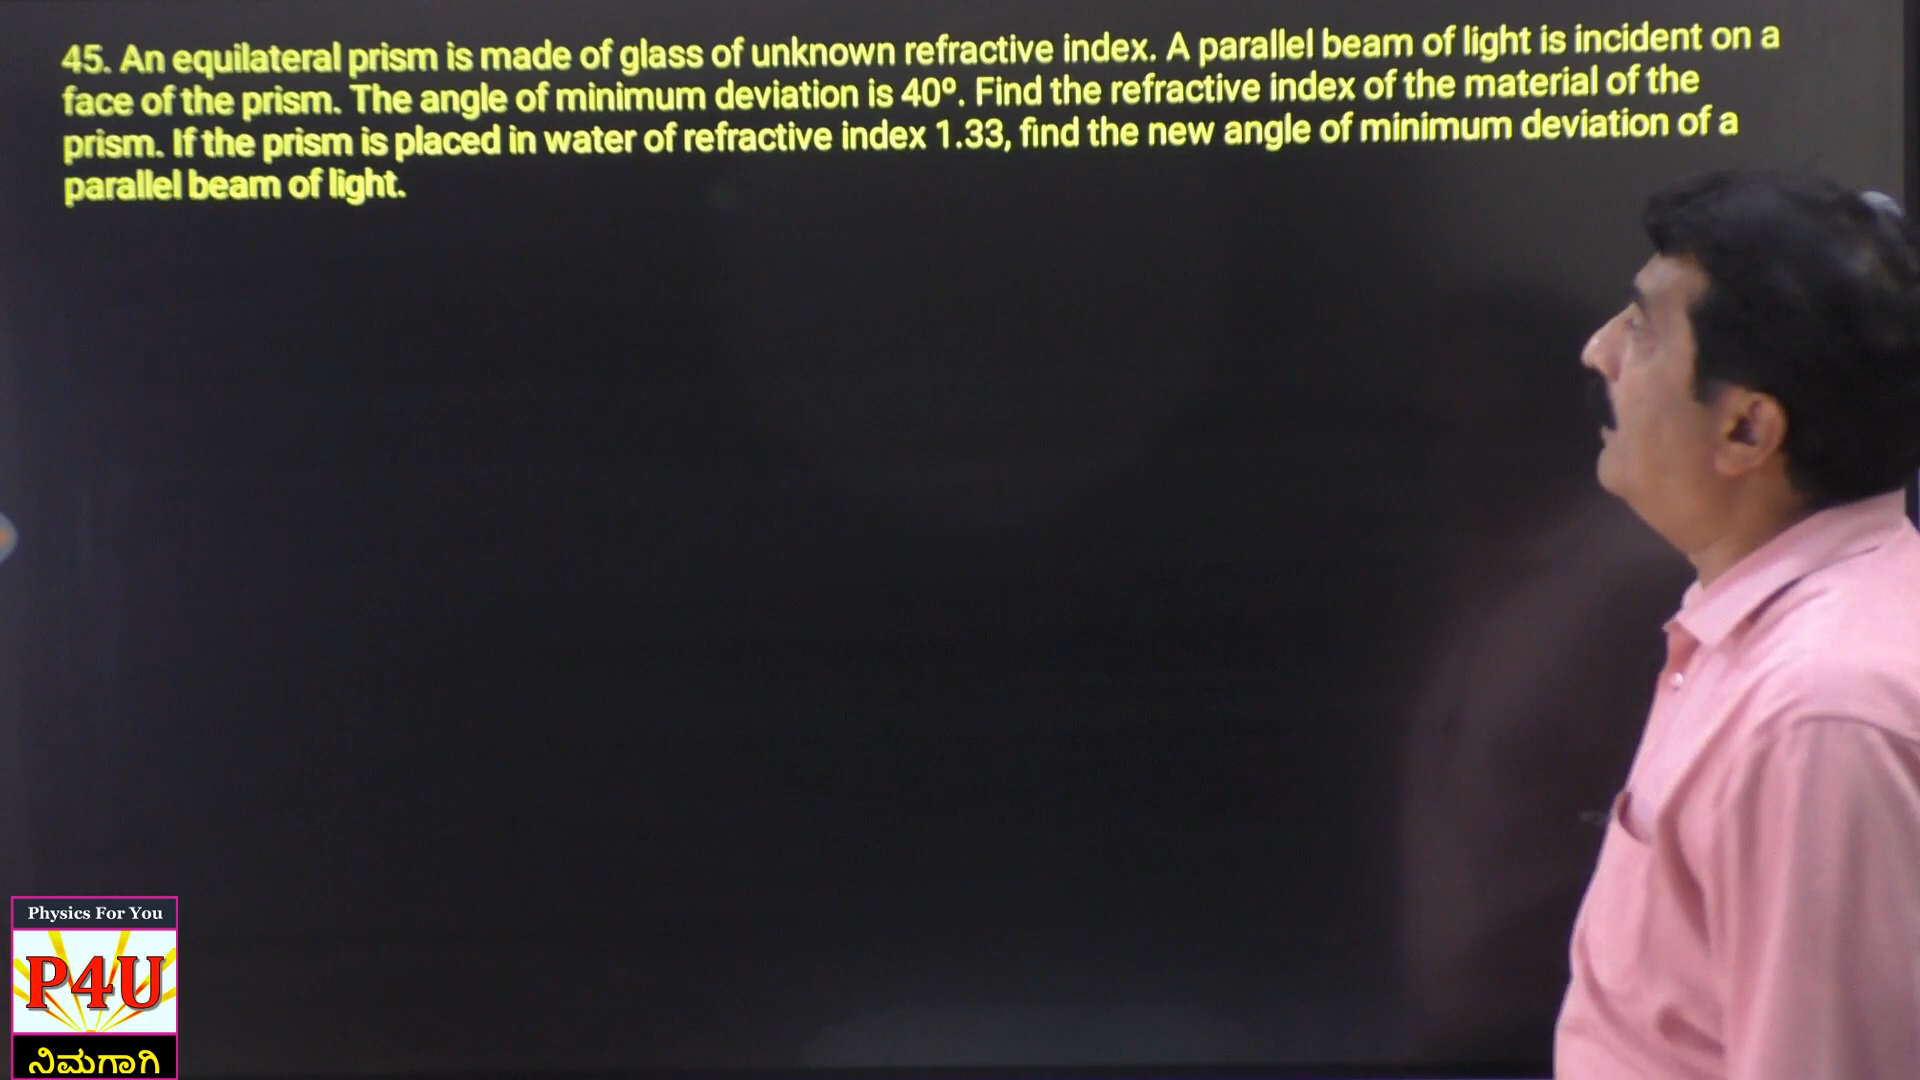 45. An equilateral prism is made of glass of unknown refractive index. A parallel beam of light is incident on a
face of the prism. The angle of minimum deviation is 40º. Find the refractive index of the material of the
prism. If the prism is placed in water of refractive index 1.33, find the new angle of minimum deviation of a
parallel beam of light.
Physics For You
P4U
ನಿಮಗಾಗಿ